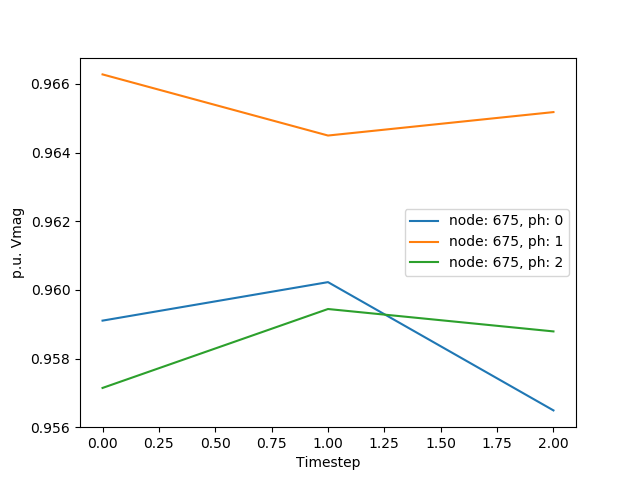 0.966
0.964
0.962
0.960
0.958
0.956
p.u. Vmag
node: 675, ph: 0
node: 675, ph: 1
node: 675, ph: 2
0.00 0.25 0.50 0.75 1.00 1.25 1.50 1.75 2.00
Timestep